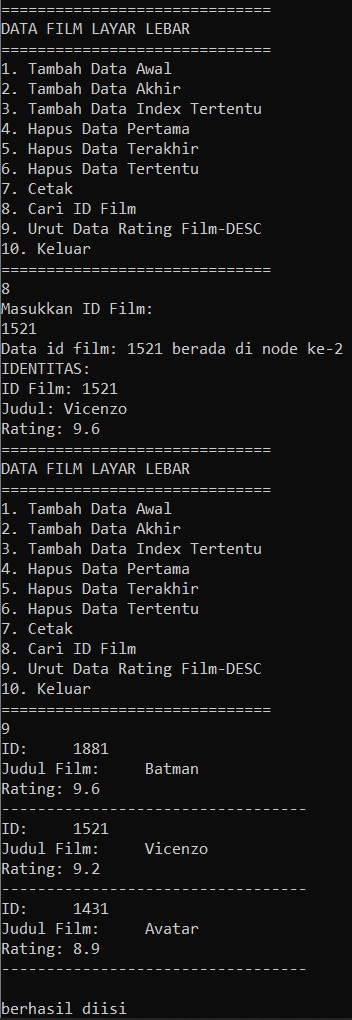 ==============================
DATA FILM LAYAR LEBAR
==============================
1. Tambah Data Awal
2. Tambah Data Akhir
3. Tambah Data Index Tertentu
4. Hapus Data Pertama
5. Hapus Data Terakhir
6. Hapus Data Tertentu
7. Cetak
8. Cari ID Film
9. Urut Data Rating Film-DESC
10. Keluar
==============================
8
Masukkan ID Film:
1521
Data id film: 1521 berada di node ke-2
IDENTITAS:
ID Film: 1521
Judul: Vicenzo
Rating: 9.6
==============================
DATA FILM LAYAR LEBAR
==============================
1. Tambah Data Awal
2. Tambah Data Akhir
3. Tambah Data Index Tertentu
4. Hapus Data Pertama
5. Hapus Data Terakhir
6. Hapus Data Tertentu
7. Cetak
8. Cari ID Film
9. Urut Data Rating Film-DESC
10. Keluar
==============================
9
ID:     1881
Judul Film:     Batman
Rating: 9.6
----------------------------------
ID:     1521
Judul Film:     Vicenzo
Rating: 9.2
----------------------------------
ID:     1431
Judul Film:     Avatar
Rating: 8.9
----------------------------------
berhasil diisi